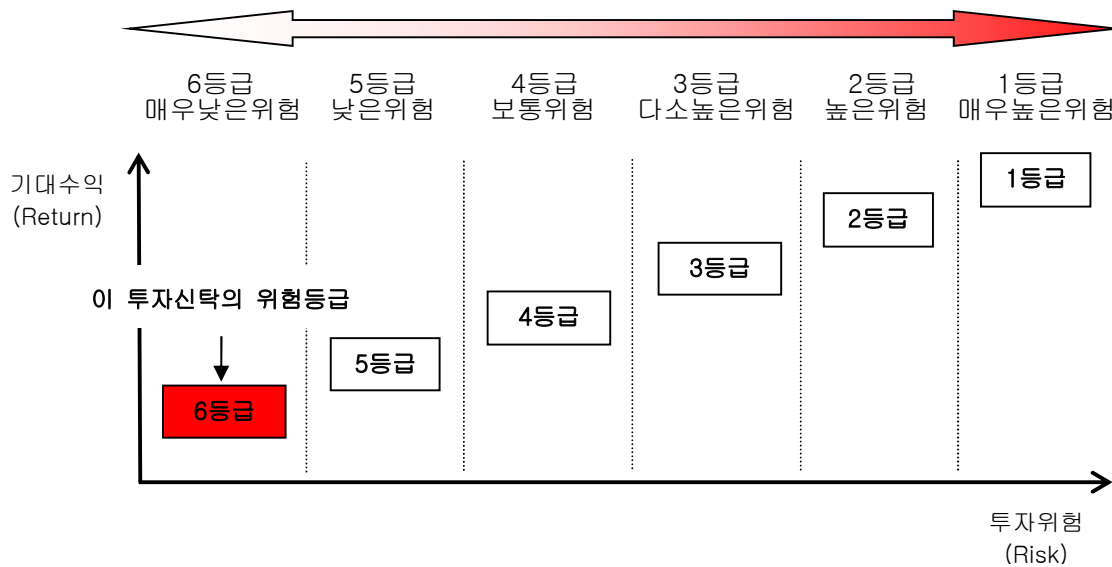 6등급 5등급 4등급 3등급 2등급 1등급
매우낮은위험 낮은위험 보통위험 다소높은위험 높은위험 매우높은위험
기대수익
(Return)
1등급
2등급
3등급
이 투자신탁의 위험등급
4등급
5등급
6등급
투자위험
(Risk)